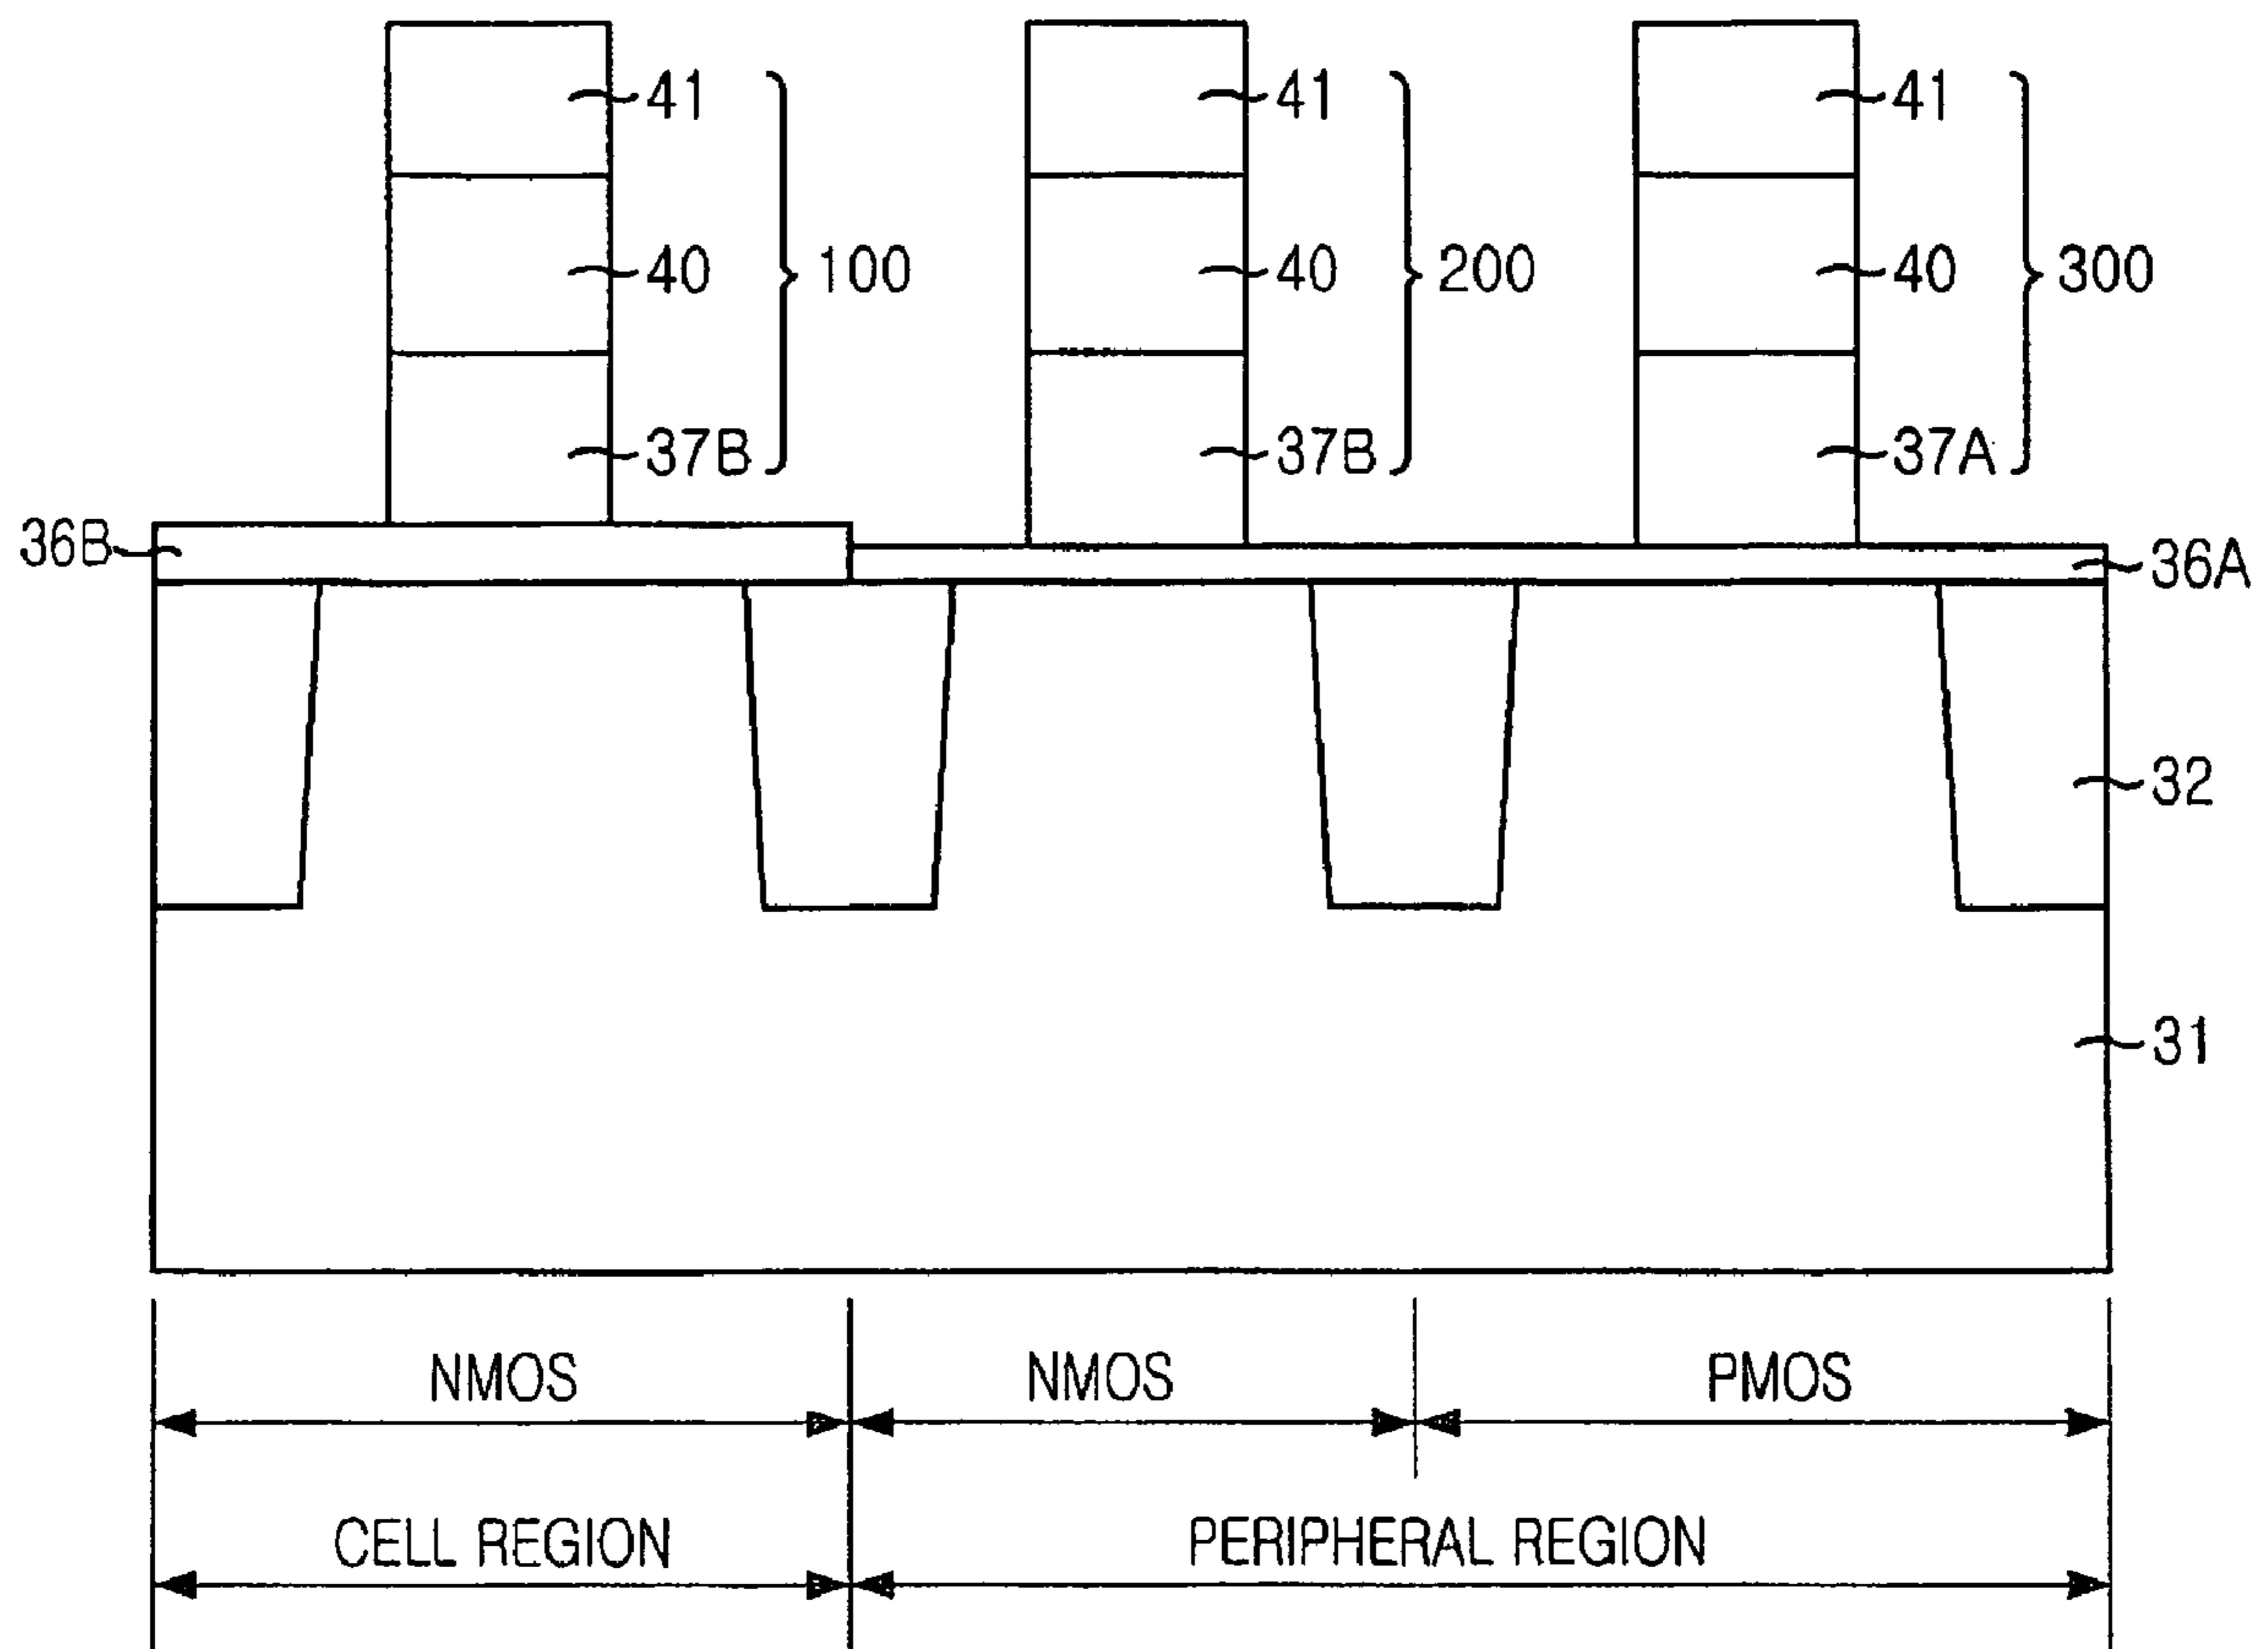 41 41 41
100 200 300
40 40 40
37B 37B 37A
36B 36A
32
31
NMOS NMOS PMOS
CELL REGION PERIPHERAL REGION